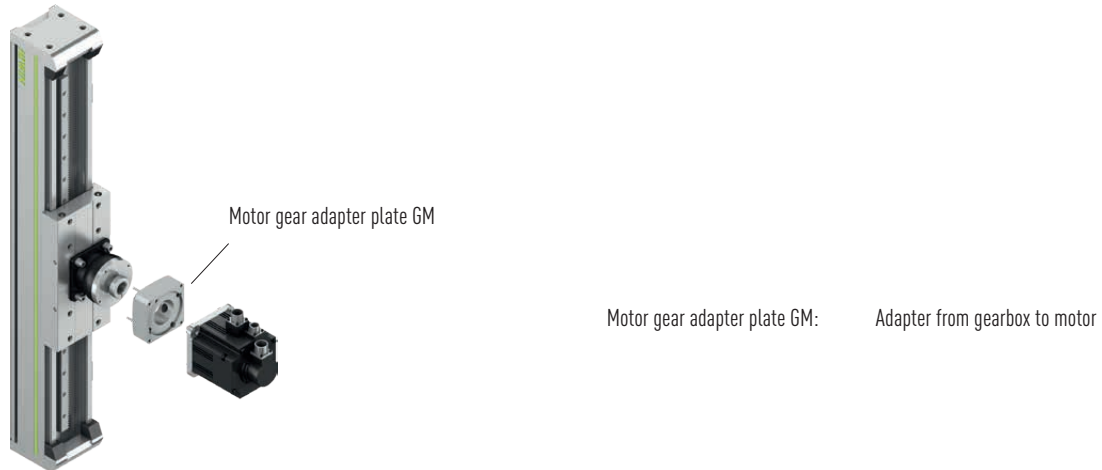 Motor gear adapter plate GM
Motor gear adapter plate GM: Adapter from gearbox to motor